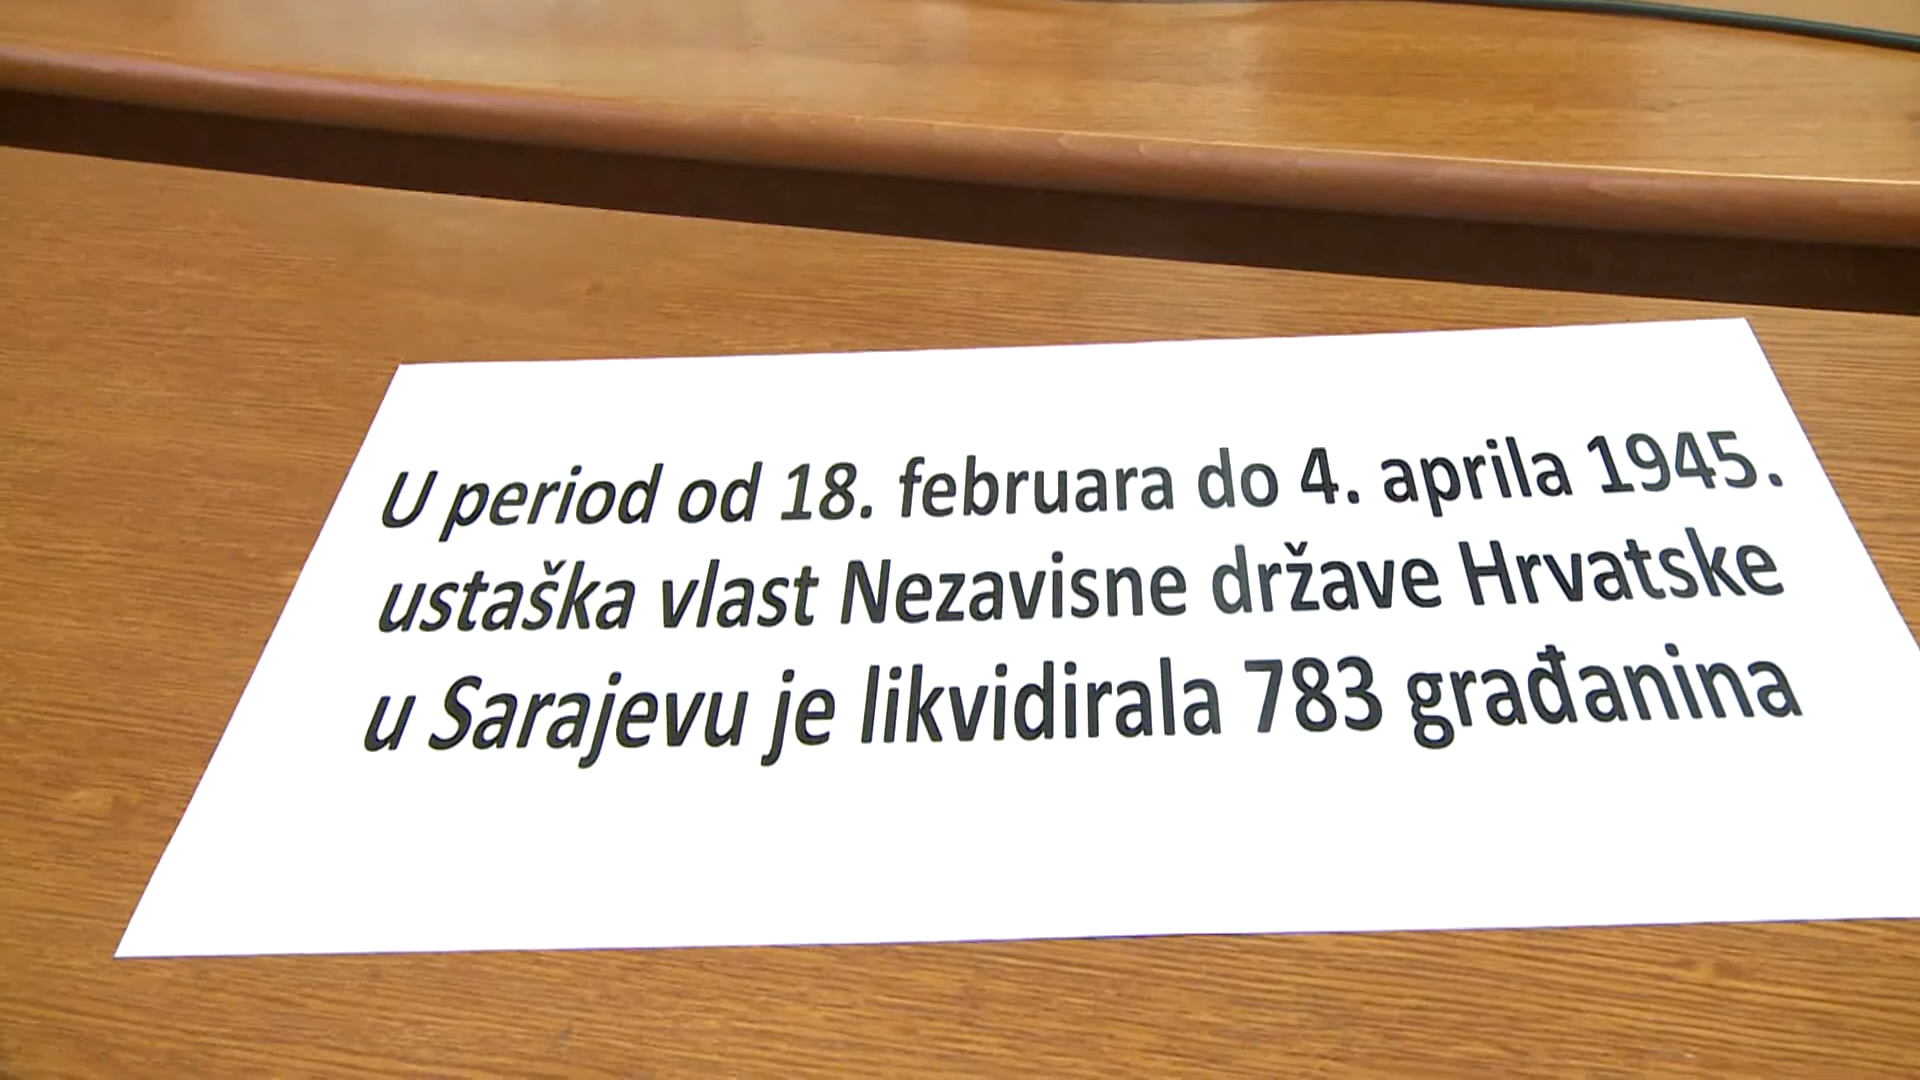 U period od 18. februara do 4. aprila 1945.
ustaška vlast Nezavisne države Hrvatske
u Sarajevu je likvidirala 783 građanina